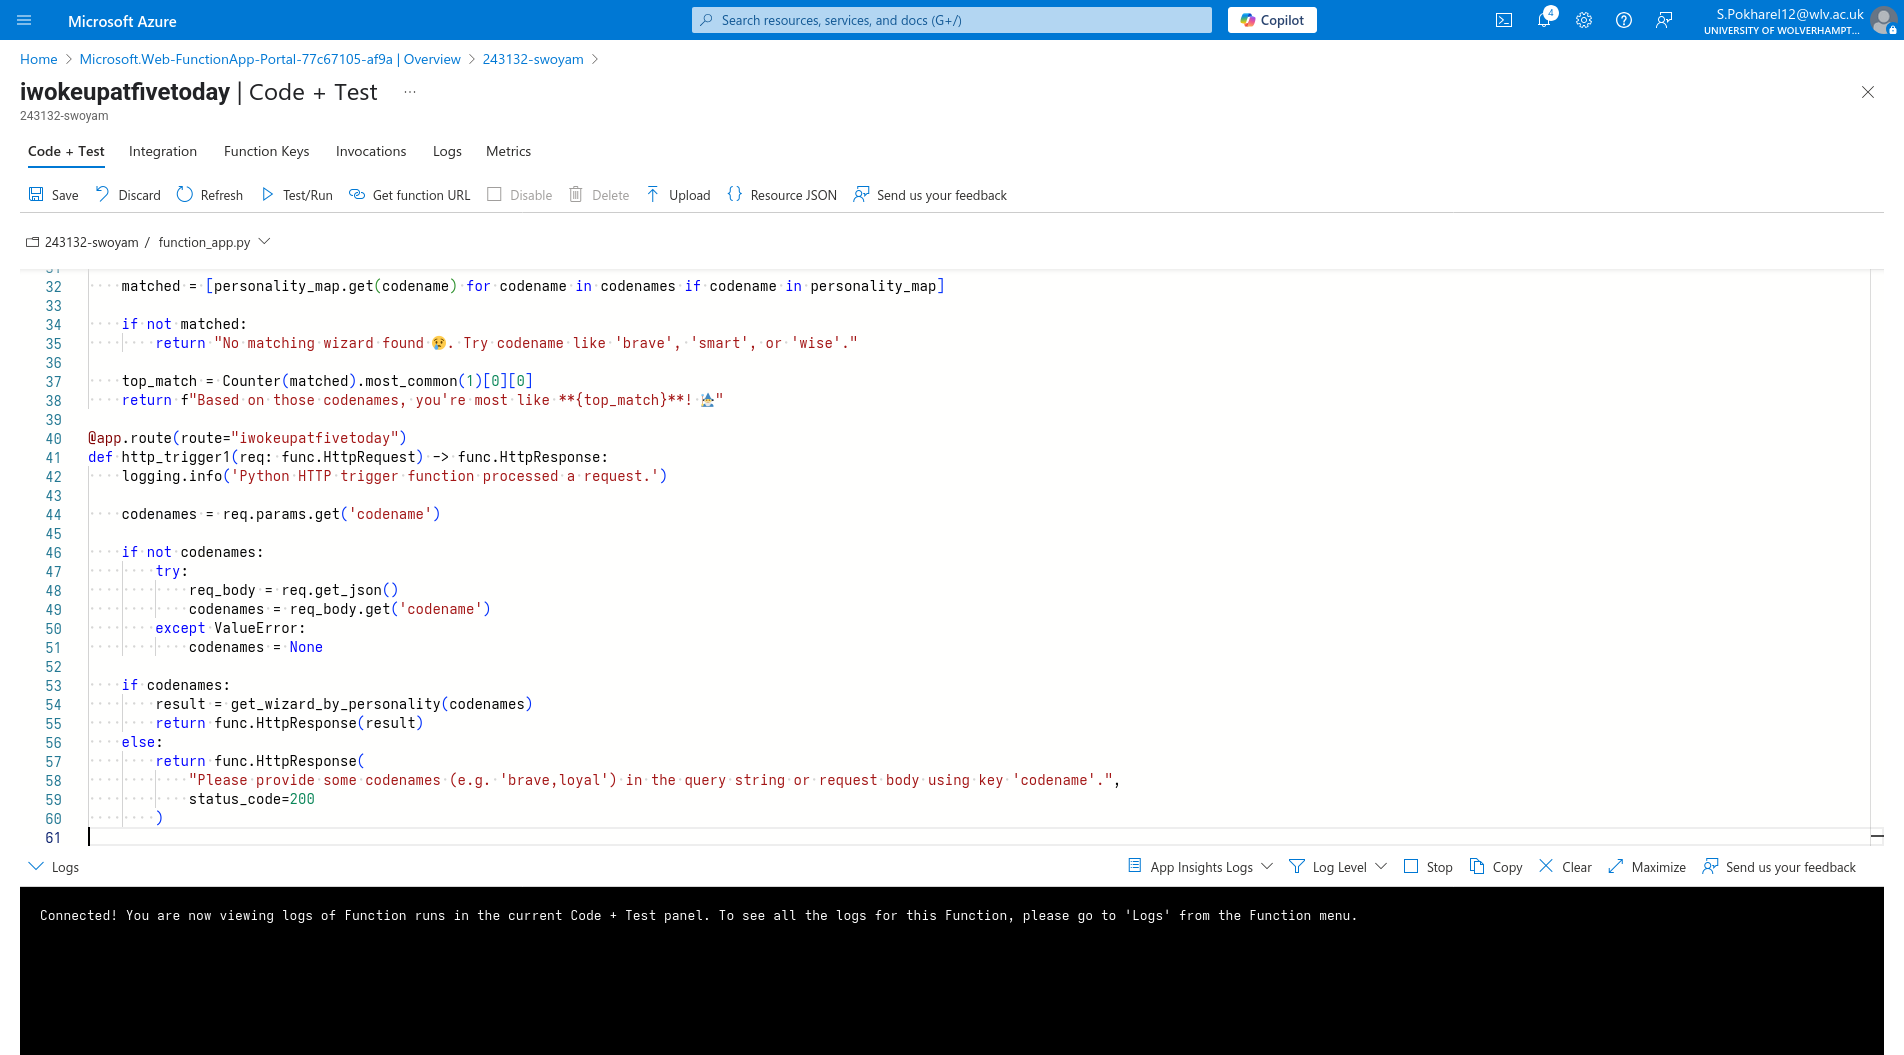 Microsoft Azure
Search resources, services, and docs (G+/)
Copilot
4
S.Pokharel12@wlv.ac.uk
UNIVERSITY OF WOLVERHAMPT...
Home > Microsoft.Web-FunctionApp-Portal-77c67105-af9a | Overview > 243132-swoyam >
iwokeupatfivetoday | Code + Test ...
243132-swoyam
Code + Test Integration Function Keys Invocations Logs Metrics
Save Discard Refresh Test/Run Get function URL Disable Delete Upload Resource JSON Send us your feedback
243132-swoyam / function_app.py
31
32     matched = [personality_map.get(codename) for codename in codenames if codename in personality_map]
33
34     if not matched:
35         return "No matching wizard found 😢. Try codename like 'brave', 'smart', or 'wise'."
36
37     top_match = Counter(matched).most_common(1)[0][0]
38     return f"Based on those codenames, you're most like **{top_match}**! 🧙"
39
40 @app.route(route="iwokeupatfivetoday")
41 def http_trigger1(req: func.HttpRequest) -> func.HttpResponse:
42     logging.info('Python HTTP trigger function processed a request.')
43
44     codenames = req.params.get('codename')
45
46     if not codenames:
47         try:
48             req_body = req.get_json()
49             codenames = req_body.get('codename')
50         except ValueError:
51             codenames = None
52
53     if codenames:
54         result = get_wizard_by_personality(codenames)
55         return func.HttpResponse(result)
56     else:
57         return func.HttpResponse(
58             "Please provide some codenames (e.g. 'brave,loyal') in the query string or request body using key 'codename'.",
59             status_code=200
60         )
61
Logs
App Insights Logs Log Level Stop Copy Clear Maximize Send us your feedback
Connected! You are now viewing logs of Function runs in the current Code + Test panel. To see all the logs for this Function, please go to 'Logs' from the Function menu.